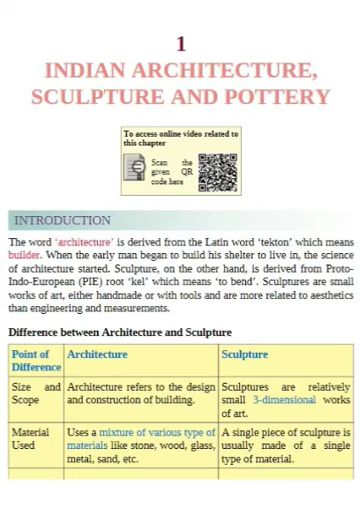 1
INDIAN ARCHITECTURE,
SCULPTURE AND POTTERY
To access online video related to
this chapter
Scan the
given QR
code here
INTRODUCTION
The word ‘architecture’ is derived from the Latin word ‘tekton’ which means
builder. When the early man began to build his shelter to live in, the science
of architecture started. Sculpture, on the other hand, is derived from Proto-
Indo-European (PIE) root ‘kel’ which means ‘to bend’. Sculptures are small
works of art, either handmade or with tools and are more related to aesthetics
than engineering and measurements.
Difference between Architecture and Sculpture
Point of Architecture Sculpture
Difference
Size and Architecture refers to the design Sculptures are relatively
Scope and construction of building. small 3-dimensional works
of art.
Material Uses a mixture of various type of A single piece of sculpture is
Used materials like stone, wood, glass, usually made of a single
metal, sand, etc. type of material.